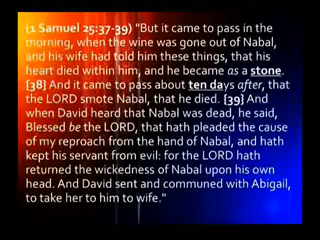 (1 Samuel 25:37-39) "But it came to pass in the
morning, when the wine was gone out of Nabal,
and his wife had told him these things, that his
heart died within him, and he became as a stone.
[38] And it came to pass about ten days after, that
the LORD smote Nabal, that he died. [39] And
when David heard that Nabal was dead, he said,
Blessed be the LORD, that hath pleaded the cause
of my reproach from the hand of Nabal, and hath
kept his servant from evil: for the LORD hath
returned the wickedness of Nabal upon his own
head. And David sent and communed with Abigail,
to take her to him to wife."